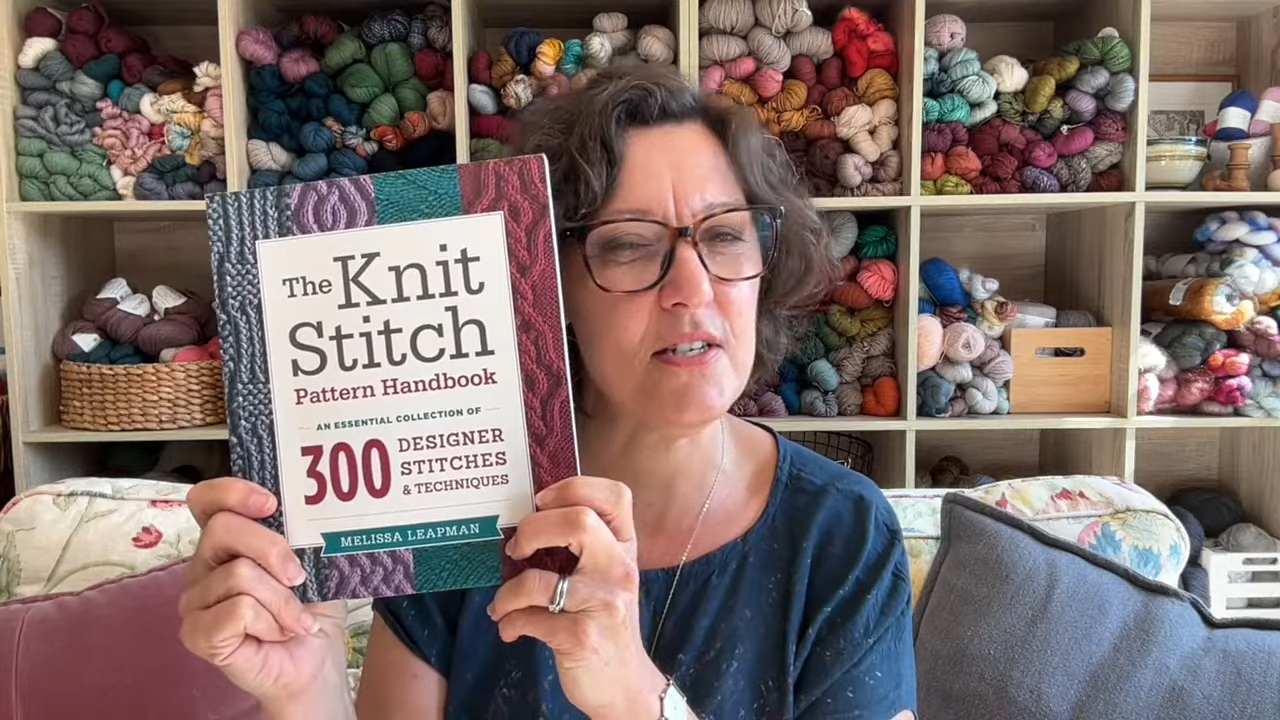 The Knit
Stitch
Pattern Handbook
AN ESSENTIAL COLLECTION OF
300 DESIGNER
STITCHES
& TECHNIQUES
MELISSA LEAPMAN